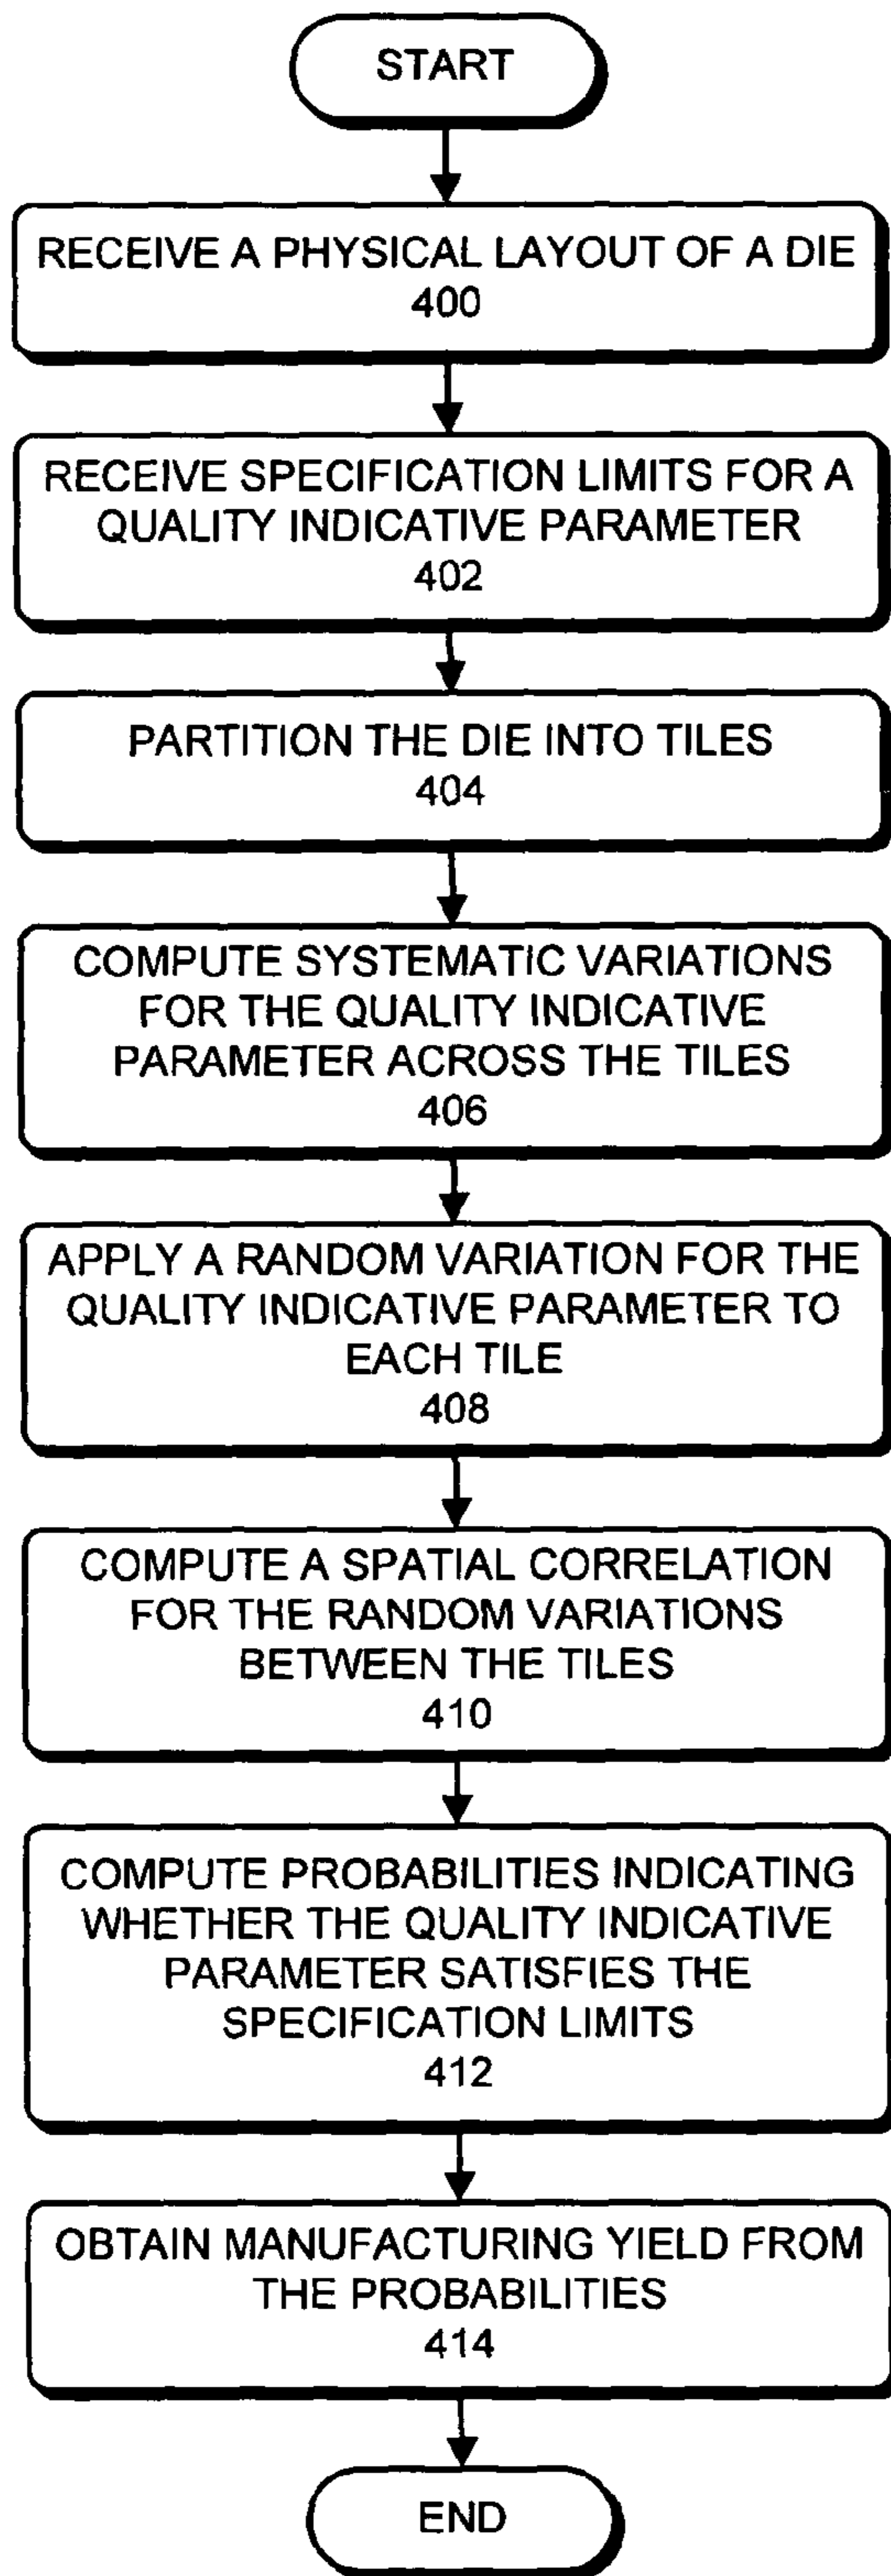 START
RECEIVE A PHYSICAL LAYOUT OF A DIE
400
RECEIVE SPECIFICATION LIMITS FOR A
QUALITY INDICATIVE PARAMETER
402
PARTITION THE DIE INTO TILES
404
COMPUTE SYSTEMATIC VARIATIONS
FOR THE QUALITY INDICATIVE
PARAMETER ACROSS THE TILES
406
APPLY A RANDOM VARIATION FOR THE
QUALITY INDICATIVE PARAMETER TO
EACH TILE
408
COMPUTE A SPATIAL CORRELATION
FOR THE RANDOM VARIATIONS
BETWEEN THE TILES
410
COMPUTE PROBABILITIES INDICATING
WHETHER THE QUALITY INDICATIVE
PARAMETER SATISFIES THE
SPECIFICATION LIMITS
412
OBTAIN MANUFACTURING YIELD FROM
THE PROBABILITIES
414
END